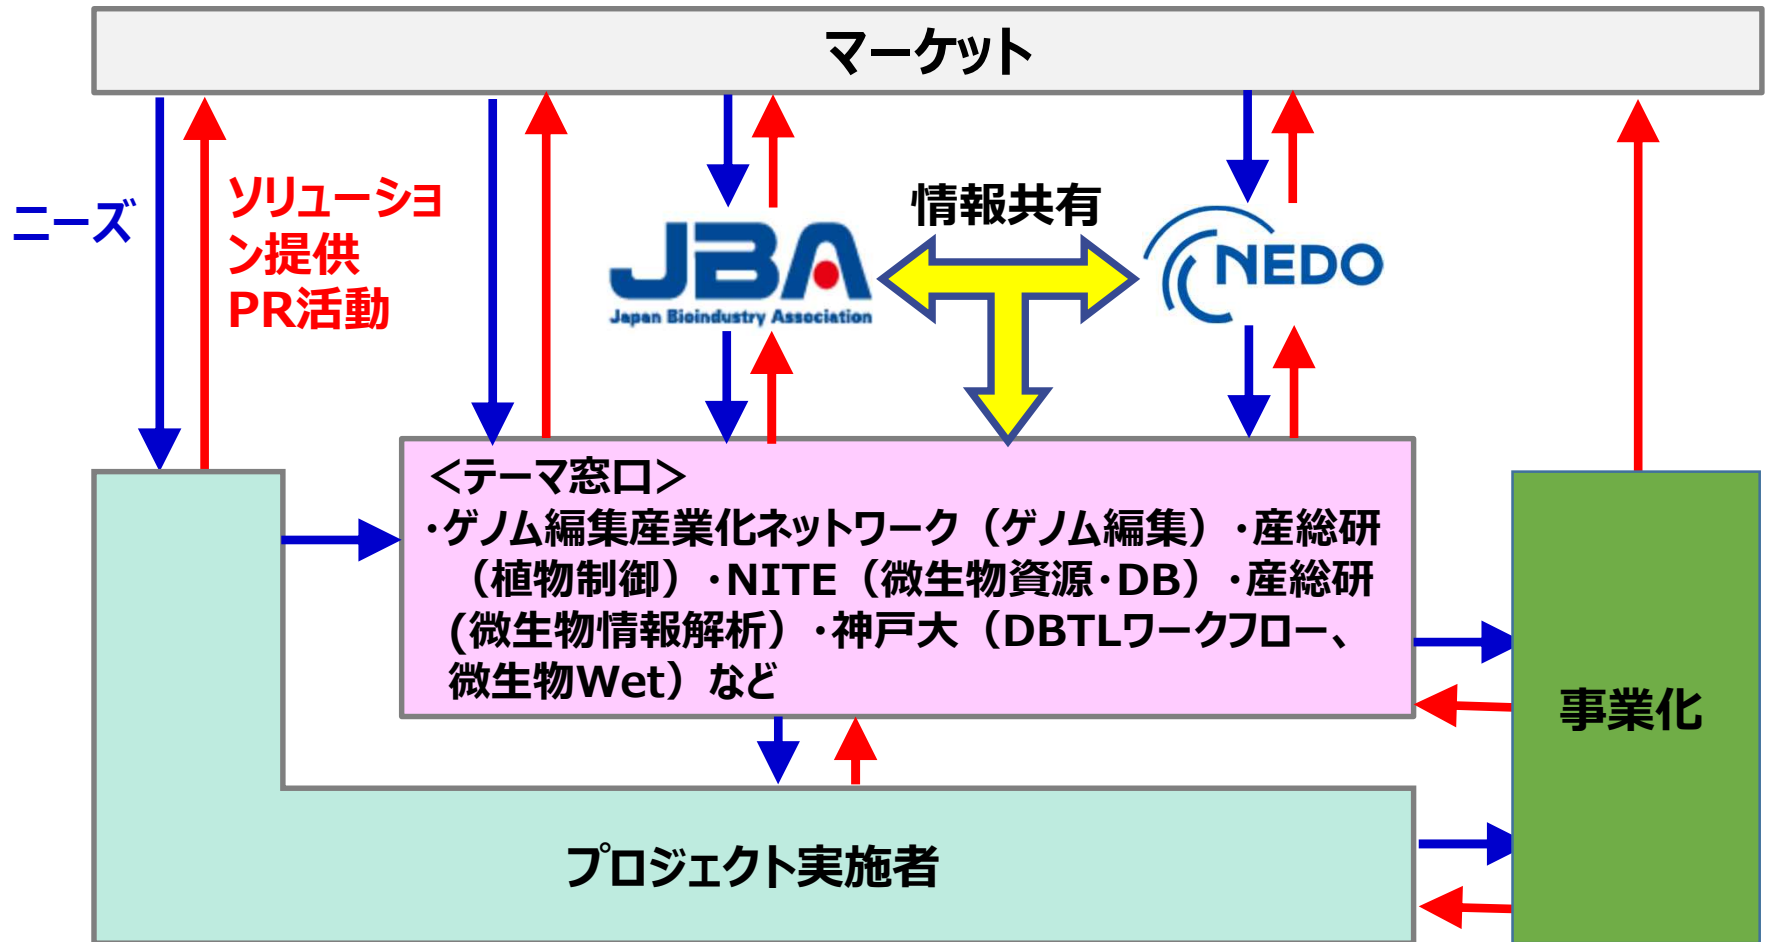 マーケット
ニーズ
ソリューショ
ン提供
PR活動
情報共有
JBA
Japan Bioindustry Association
NEDO
＜テーマ窓口＞
・ゲノム編集産業化ネットワーク（ゲノム編集）・産総研
（植物制御）・NITE（微生物資源・DB）・産総研
(微生物情報解析）・神戸大（DBTLワークフロー、
微生物Wet）など
事業化
プロジェクト実施者